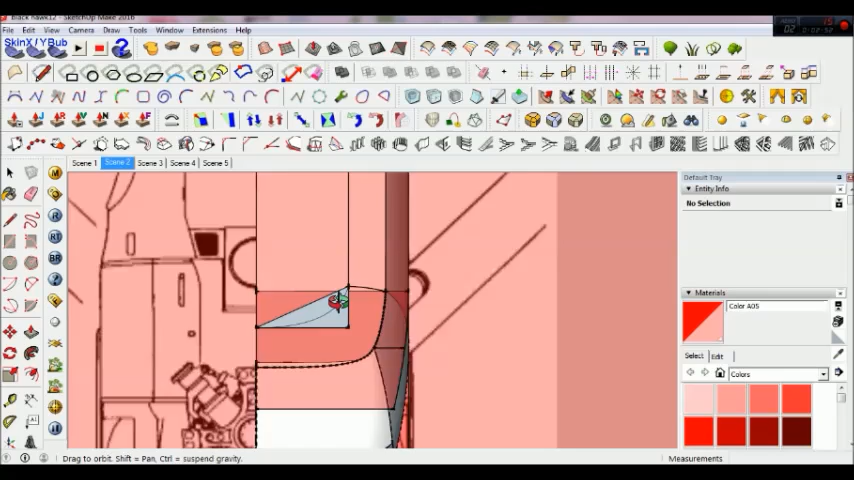 Black hawk12 - SketchUp Make 2016
File Edit View Camera Draw Tools Window Extensions Help
SkinX / YBub
Scene 1 Scene 2 Scene 3 Scene 4 Scene 5
Default Tray
Entity Info
No Selection
Materials
Color A05
Select Edit
Colors
M
R
RT
BR
Drag to orbit. Shift = Pan, Ctrl = suspend gravity.
Measurements